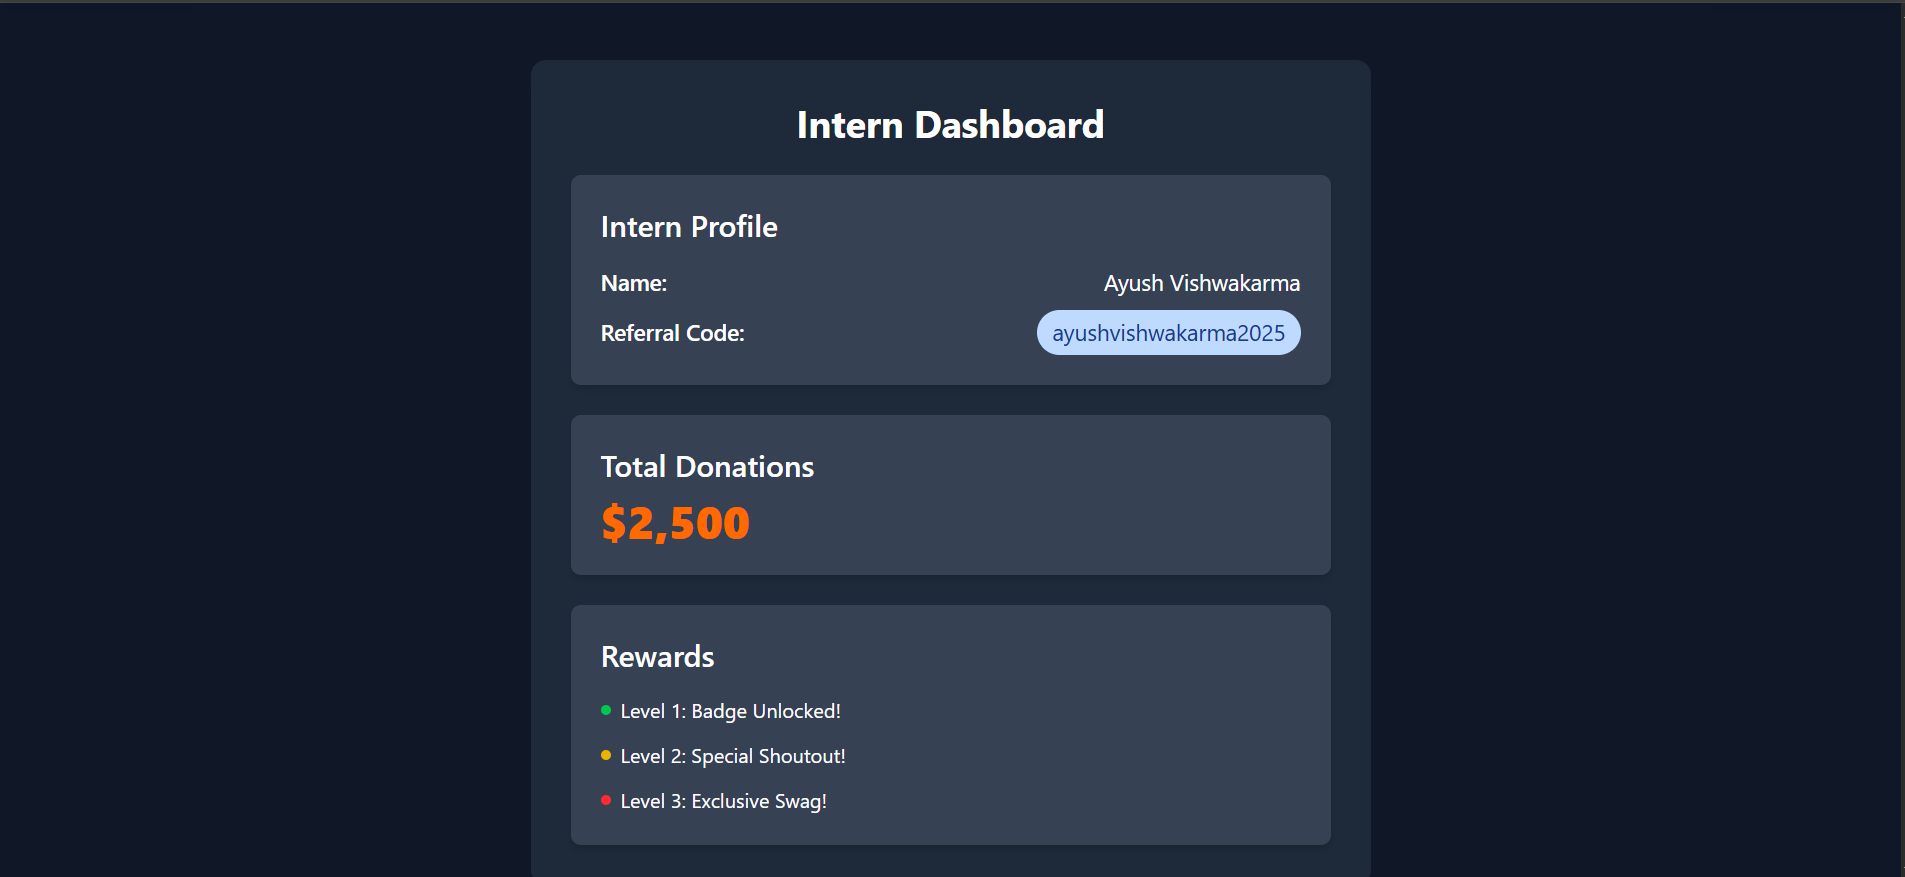 Intern Dashboard
Intern Profile
Name: Ayush Vishwakarma
Referral Code: ayushvishwakarma2025
Total Donations
$2,500
Rewards
Level 1: Badge Unlocked!
Level 2: Special Shoutout!
Level 3: Exclusive Swag!